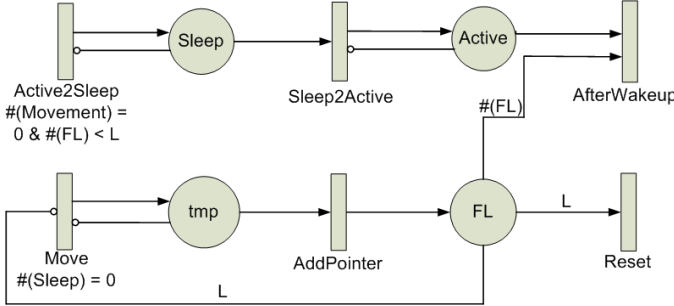 Sleep
Active
Active2Sleep
#(Movement) =
0 & #(FL) < L
Sleep2Active
AfterWakeup
#(FL)
tmp
FL
L
Move
#(Sleep) = 0
AddPointer
Reset
L